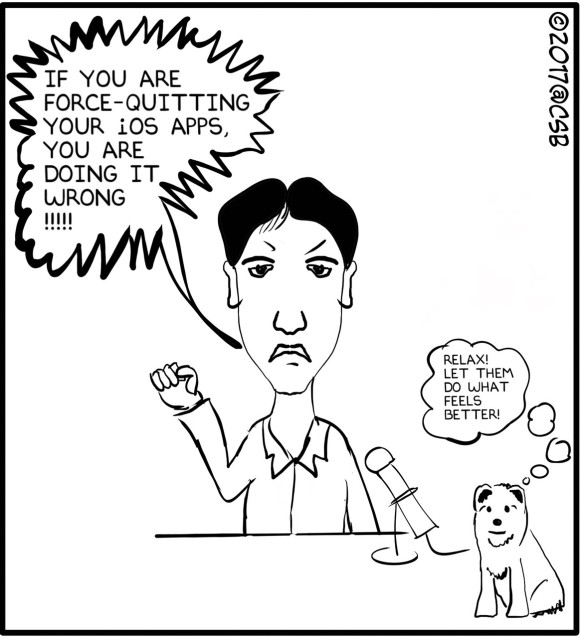 IF YOU ARE
FORCE-QUITTING
YOUR iOS APPS,
YOU ARE
DOING IT
WRONG
!!!!!
RELAX!
LET THEM
DO WHAT
FEELS
BETTER!
©2017@CSB